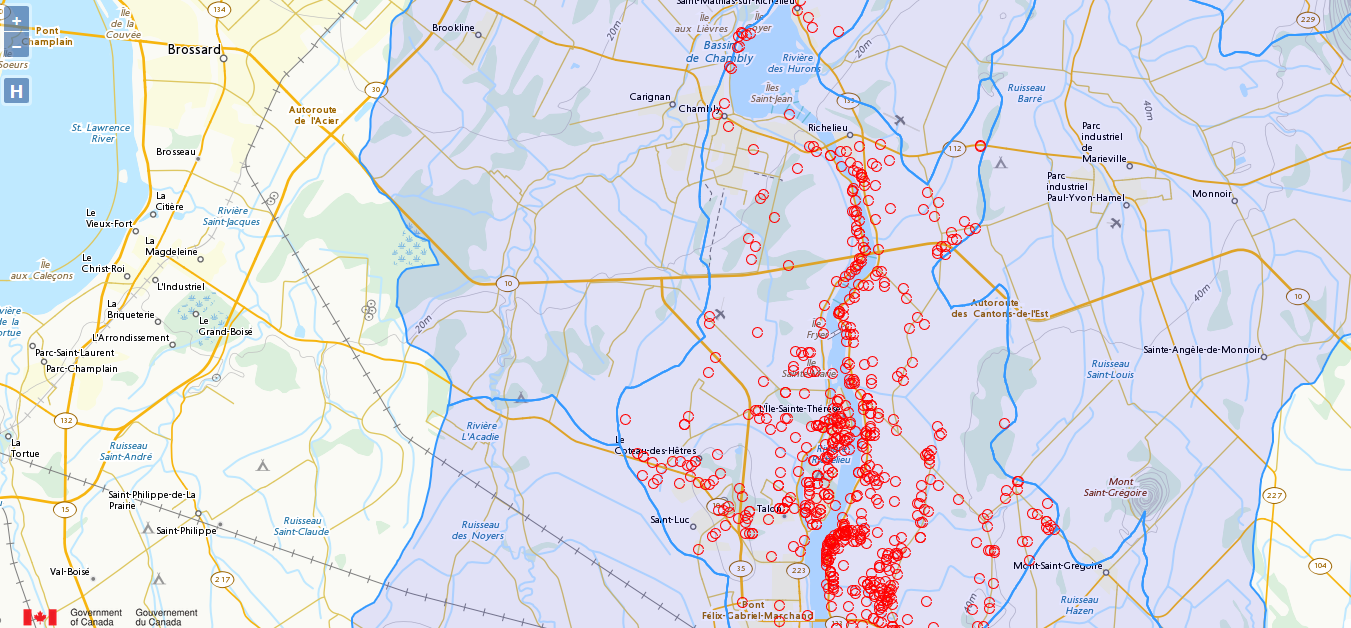 +
–
H
134
Pont
Champlain
Île
de la
Couvée
Soeurs
Brossard
Brookline
20m
Saint-Mathias-sur-Richelieu
Île
aux Lièvres
Île
Bassin
de Chambly
Rivière
des Hurons
20m
229
30
Autoroute
de l'Acier
Carignan
Chambly
Îles
Saint-Jean
133
Richelieu
Ruisseau
Barré
40m
St. Lawrence
River
Brosseau
112
Parc
industriel
de
Marieville
Parc
industriel
Paul-Yvon-Hamel
Monnoir
La
Citière
Le
Vieux-Fort
Rivière
Saint-Jacques
La
Magdeleine
Le
Christ-Roi
Île
aux Caleçons
L'Industriel
La
Briqueterie
Le
Grand-Boisé
L'Arrondissement
Parc-Saint-Laurent
Parc-Champlain
10
20m
Autoroute
des Cantons-de-l'Est
40m
10
Île
Fryer
Île
Sainte-Marie
Sainte-Angèle-de-Monnoir
Ruisseau
Saint-Louis
132
La
Tortue
Ruisseau
Saint-André
Rivière
L'Acadie
L'Île-Sainte-Thérèse
Le
Coteau-des-Hêtres
Richelieu
Mont
Saint-Grégoire
227
15
Saint-Philippe-de-La
Prairie
Saint-Philippe
Ruisseau
Saint-Claude
Ruisseau
des Noyers
Saint-Luc
Talon
Val-Boisé
217
35
223
Mont-Saint-Grégoire
104
Ruisseau
Hazen
40m
Pont
Félix-Gabriel-Marchand
133
Government
of Canada
Gouvernement
du Canada